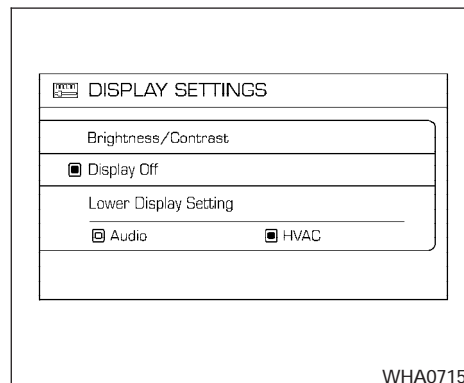 DISPLAY SETTINGS
Brightness/Contrast
Display Off
Lower Display Setting
Audio HVAC
WHA0715